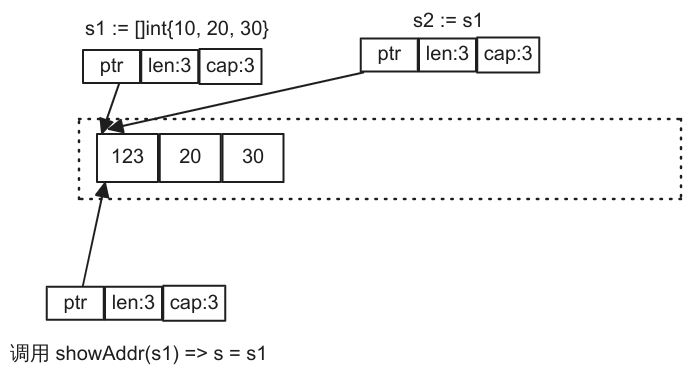 s1 := []int{10, 20, 30}
s2 := s1
ptr len:3 cap:3
ptr len:3 cap:3
123 20 30
ptr len:3 cap:3
调用 showAddr(s1) => s = s1